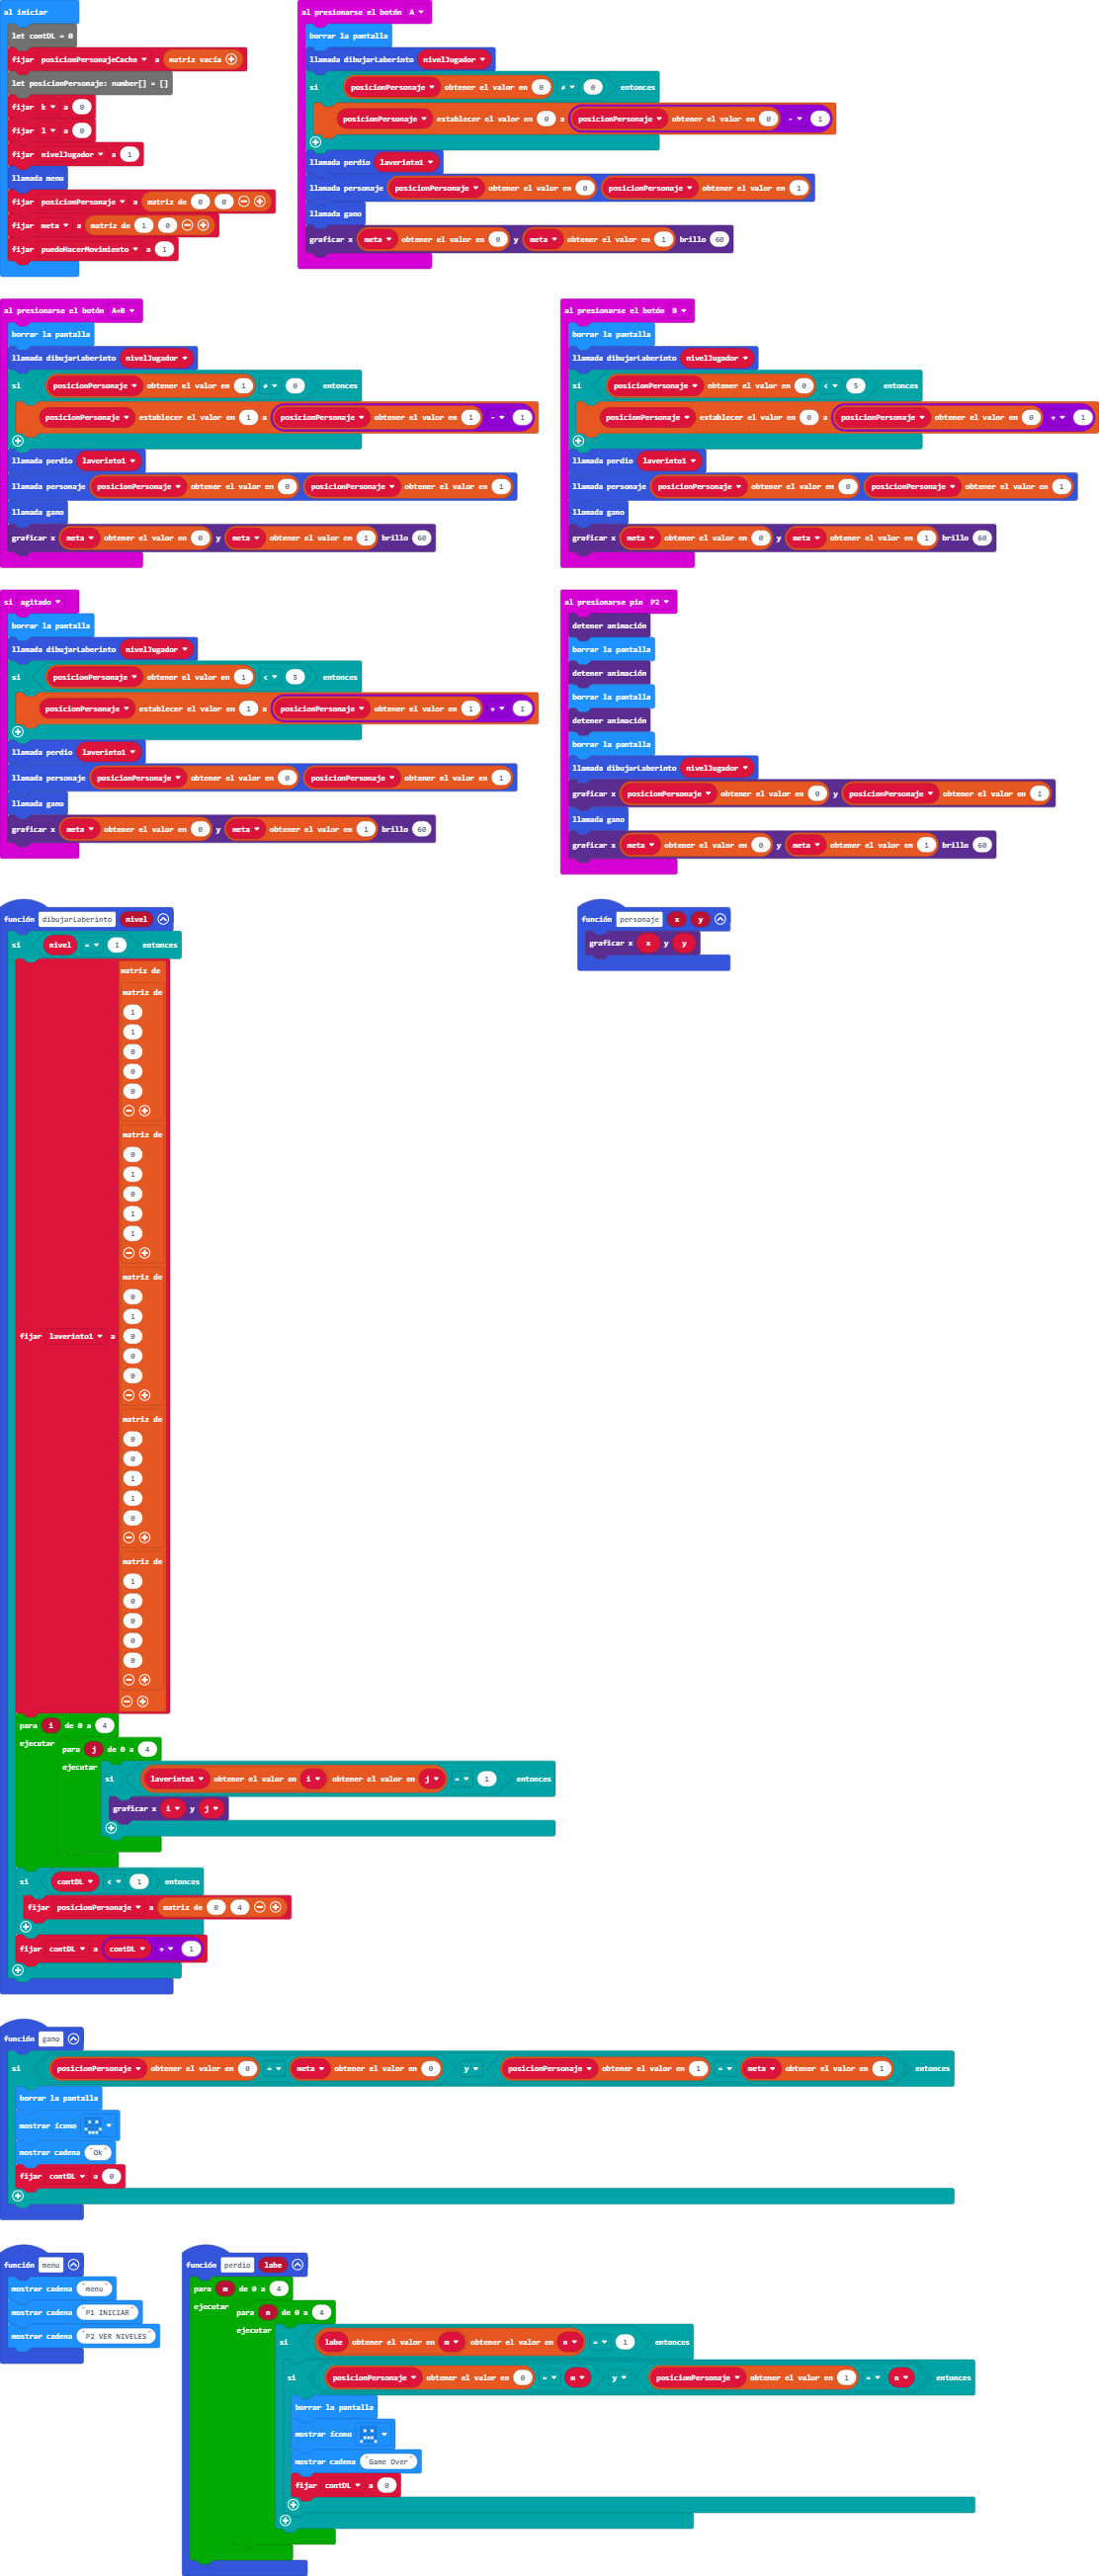 al iniciar
let contDL = 0
fijar posicionPersonajeCache a matriz vacía
let posicionPersonaje: number[] = []
fijar k a 0
fijar l a 0
fijar nivelJugador a 1
llamada menu
fijar posicionPersonaje a matriz de 0 0
fijar meta a matriz de 1 0
fijar puedoHacerMovimiento a 1
al presionarse el botón A
borrar la pantalla
llamada dibujarLaberinto nivelJugador
si posicionPersonaje obtener el valor en 0 ≠ 0 entonces
posicionPersonaje establecer el valor en 0 a posicionPersonaje obtener el valor en 0 - 1
llamada perdio laverinto1
llamada personaje posicionPersonaje obtener el valor en 0 posicionPersonaje obtener el valor en 1
llamada gano
graficar x meta obtener el valor en 0 y meta obtener el valor en 1 brillo 60
al presionarse el botón A+B
borrar la pantalla
llamada dibujarLaberinto nivelJugador
si posicionPersonaje obtener el valor en 1 ≠ 0 entonces
posicionPersonaje establecer el valor en 1 a posicionPersonaje obtener el valor en 1 - 1
llamada perdio laverinto1
llamada personaje posicionPersonaje obtener el valor en 0 posicionPersonaje obtener el valor en 1
llamada gano
graficar x meta obtener el valor en 0 y meta obtener el valor en 1 brillo 60
al presionarse el botón B
borrar la pantalla
llamada dibujarLaberinto nivelJugador
si posicionPersonaje obtener el valor en 0 < 5 entonces
posicionPersonaje establecer el valor en 0 a posicionPersonaje obtener el valor en 0 + 1
llamada perdio laverinto1
llamada personaje posicionPersonaje obtener el valor en 0 posicionPersonaje obtener el valor en 1
llamada gano
graficar x meta obtener el valor en 0 y meta obtener el valor en 1 brillo 60
si agitado
borrar la pantalla
llamada dibujarLaberinto nivelJugador
si posicionPersonaje obtener el valor en 1 < 5 entonces
posicionPersonaje establecer el valor en 1 a posicionPersonaje obtener el valor en 1 + 1
llamada perdio laverinto1
llamada personaje posicionPersonaje obtener el valor en 0 posicionPersonaje obtener el valor en 1
llamada gano
graficar x meta obtener el valor en 0 y meta obtener el valor en 1 brillo 60
al presionarse pin P2
detener animación
borrar la pantalla
detener animación
borrar la pantalla
detener animación
borrar la pantalla
llamada dibujarLaberinto nivelJugador
graficar x posicionPersonaje obtener el valor en 0 y posicionPersonaje obtener el valor en 1
llamada gano
graficar x meta obtener el valor en 0 y meta obtener el valor en 1 brillo 60
función dibujarLaberinto nivel
si nivel = 1 entonces
fijar laverinto1 a
matriz de
matriz de
1
1
0
0
0
matriz de
0
1
0
1
1
matriz de
0
1
0
0
0
matriz de
0
0
1
1
0
matriz de
1
0
0
0
0
para i de 0 a 4
ejecutar
para j de 0 a 4
ejecutar
si laverinto1 obtener el valor en i obtener el valor en j = 1 entonces
graficar x i y j
si contDL < 1 entonces
fijar posicionPersonaje a matriz de 0 4
fijar contDL a contDL + 1
función personaje x y
graficar x x y y
función gano
si posicionPersonaje obtener el valor en 0 = meta obtener el valor en 0 y posicionPersonaje obtener el valor en 1 = meta obtener el valor en 1 entonces
borrar la pantalla
mostrar ícono
mostrar cadena "Ok"
fijar contDL a 0
función menu
mostrar cadena "menu"
mostrar cadena "P1 INICIAR"
mostrar cadena "P2 VER NIVELES"
función perdio labe
para m de 0 a 4
ejecutar
para n de 0 a 4
ejecutar
si labe obtener el valor en m obtener el valor en n = 1 entonces
si posicionPersonaje obtener el valor en 0 = m y posicionPersonaje obtener el valor en 1 = n entonces
borrar la pantalla
mostrar ícono
mostrar cadena "Game Over"
fijar contDL a 0